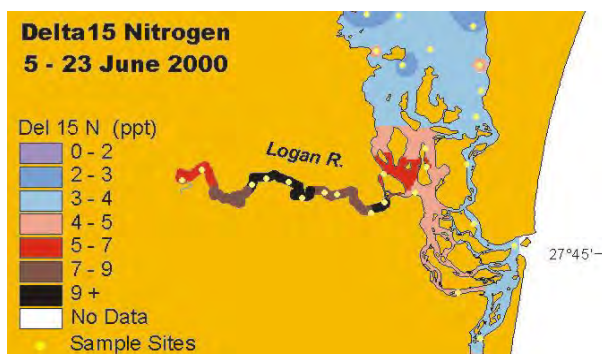 Delta15 Nitrogen
5 - 23 June 2000
Del 15 N (ppt)
0 - 2
2 - 3
3 - 4
4 - 5
5 - 7
7 - 9
9 +
No Data
Sample Sites
Logan R.
27°45'